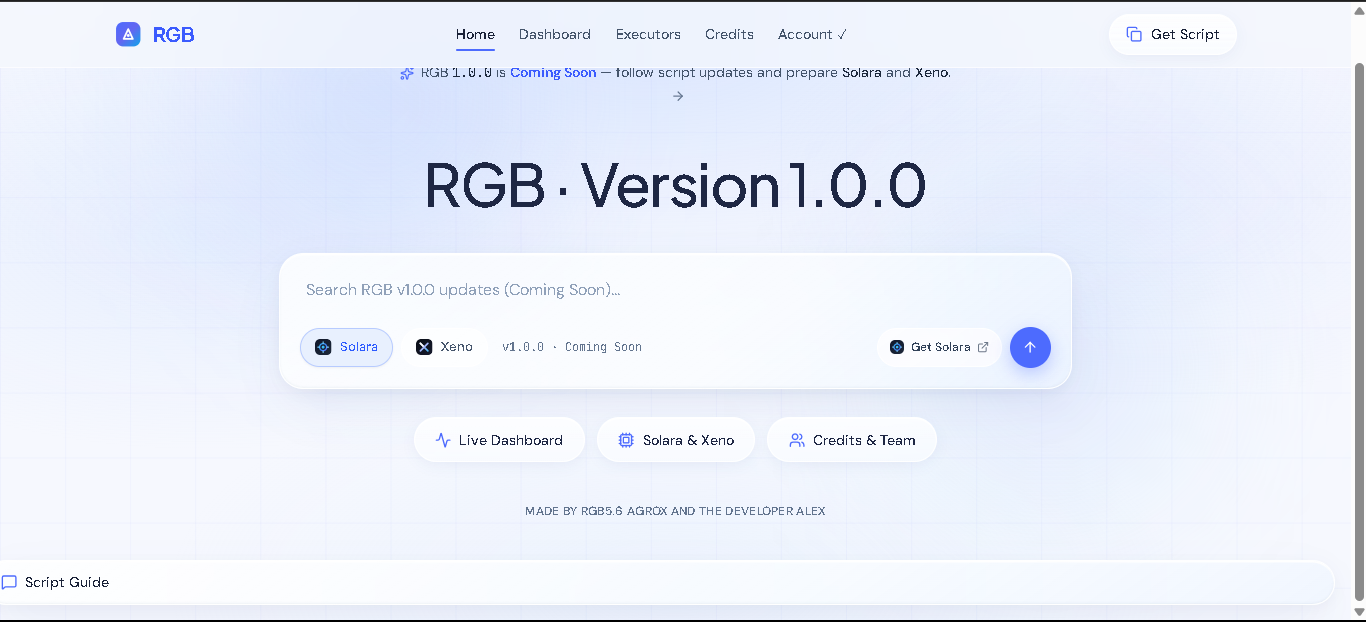 RGB
Home
Dashboard
Executors
Credits
Account ✓
Get Script
RGB 1.0.0 is Coming Soon — follow script updates and prepare Solara and Xeno.
→
RGB · Version 1.0.0
Search RGB v1.0.0 updates (Coming Soon)...
Solara
Xeno
v1.0.0 · Coming Soon
Get Solara
Live Dashboard
Solara & Xeno
Credits & Team
MADE BY RGB5.6 AGROX AND THE DEVELOPER ALEX
Script Guide